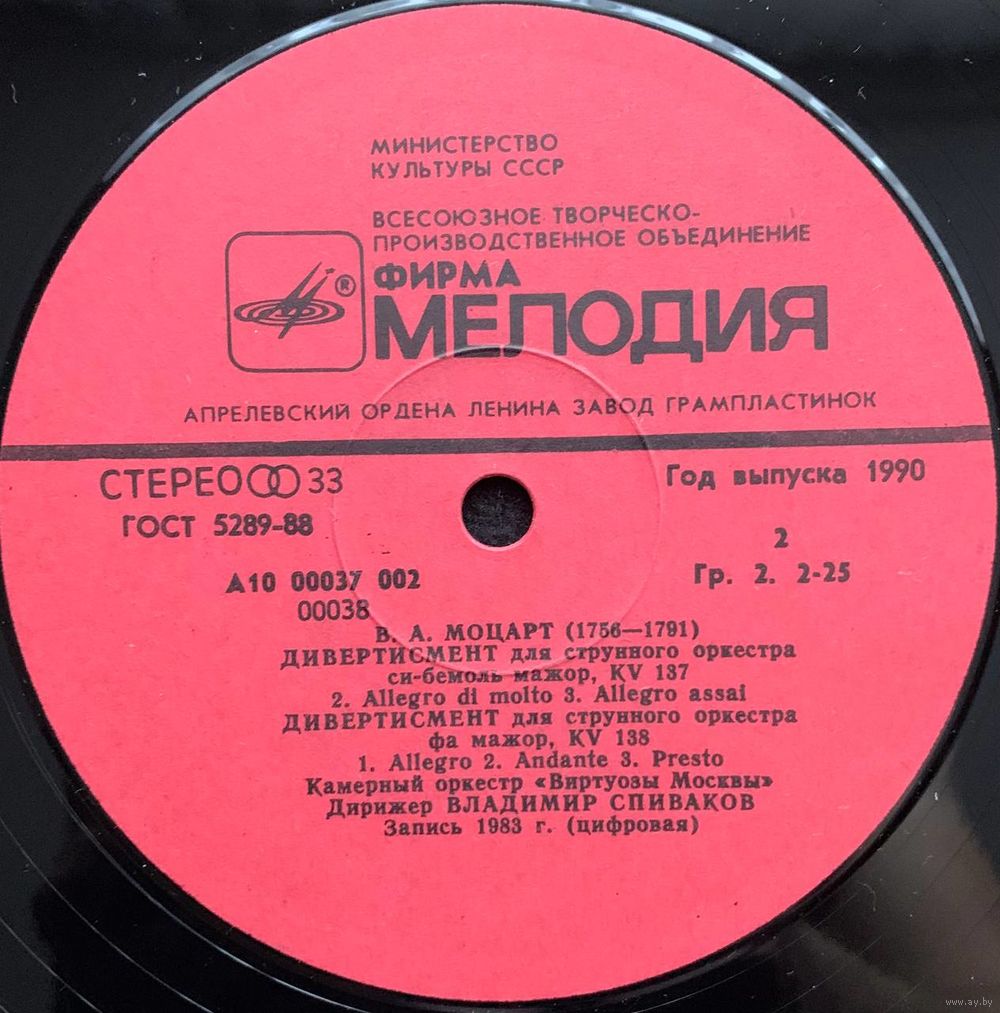 МИНИСТЕРСТВО
КУЛЬТУРЫ СССР
ВСЕСОЮЗНОЕ ТВОРЧЕСКО-
ПРОИЗВОДСТВЕННОЕ ОБЪЕДИНЕНИЕ
®
ФИРМА
МЕЛОДИЯ
АПРЕЛЕВСКИЙ ОРДЕНА ЛЕНИНА ЗАВОД ГРАМПЛАСТИНОК
СТЕРЕО 33
Год выпуска 1990
ГОСТ 5289-88
2
А10 00037 002
Гр. 2. 2-25
00038
В. А. МОЦАРТ (1756—1791)
ДИВЕРТИСМЕНТ для струнного оркестра
си-бемоль мажор, KV 137
2. Allegro di molto 3. Allegro assai
ДИВЕРТИСМЕНТ для струнного оркестра
фа мажор, KV 138
1. Allegro 2. Andante 3. Presto
Камерный оркестр «Виртуозы Москвы»
Дирижер ВЛАДИМИР СПИВАКОВ
Запись 1983 г. (цифровая)
www.ay.by